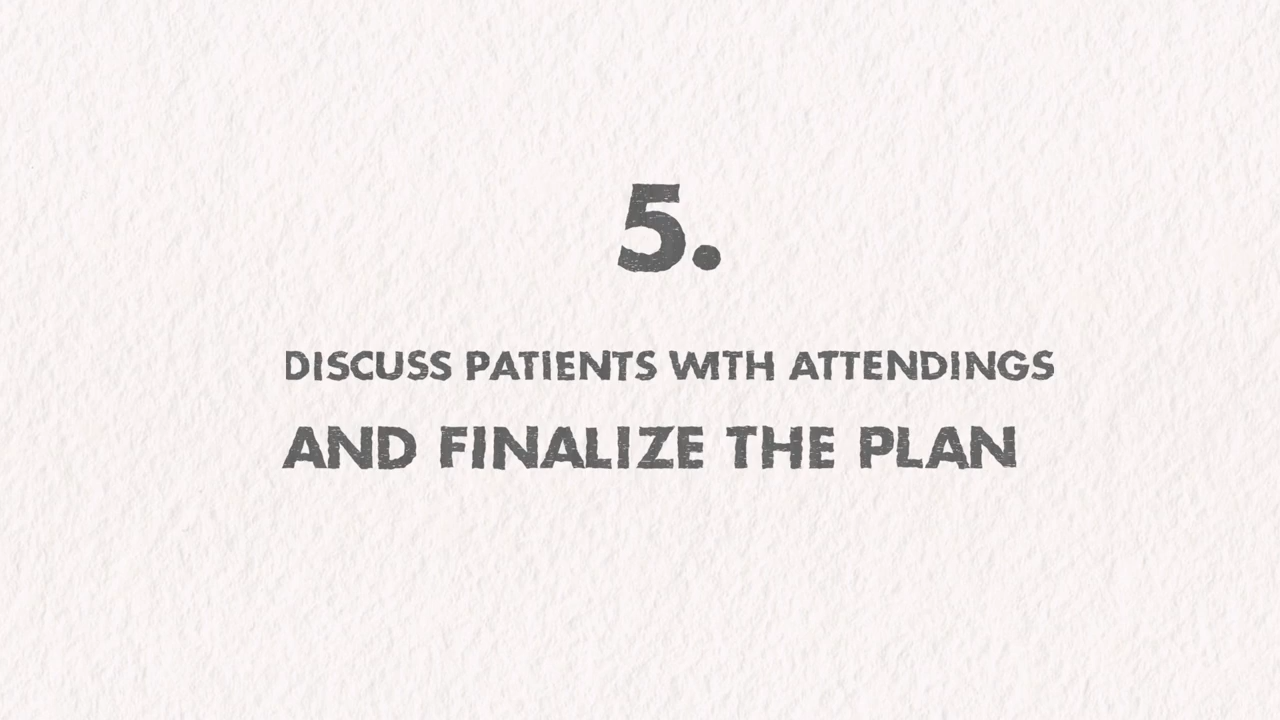 5.
DISCUSS PATIENTS WITH ATTENDINGS
AND FINALIZE THE PLAN